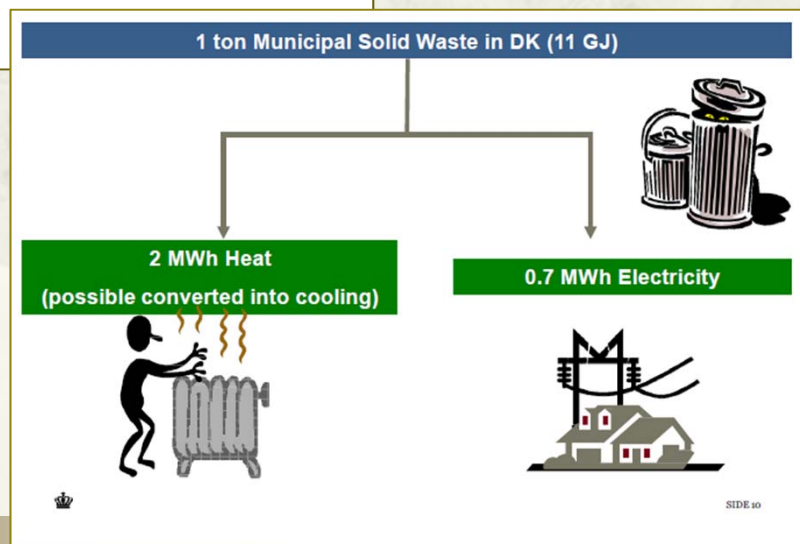 1 ton Municipal Solid Waste in DK (11 GJ)
2 MWh Heat
(possible converted into cooling)
0.7 MWh Electricity
SIDE 10